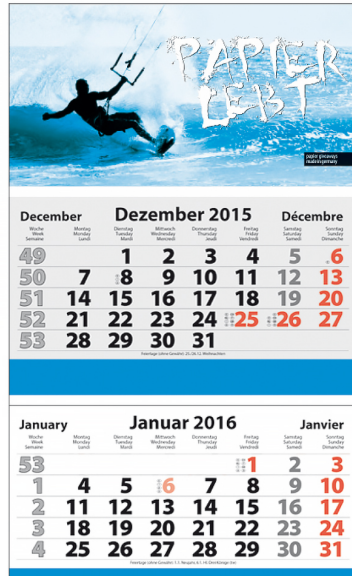 PAPIER
LEBT
papier giveaways
made in germany
December Dezember 2015 Décembre
Woche Montag Dienstag Mittwoch Donnerstag Freitag Samstag Sonntag
Week Monday Tuesday Wednesday Thursday Friday Saturday Sunday
Semaine Lundi Mardi Mercredi Jeudi Vendredi Samedi Dimanche
49 1 2 3 4 5 6
50 7 8 9 10 11 12 13
51 14 15 16 17 18 19 20
52 21 22 23 24 25 26 27
53 28 29 30 31
January Januar 2016 Janvier
Woche Montag Dienstag Mittwoch Donnerstag Freitag Samstag Sonntag
Week Monday Tuesday Wednesday Thursday Friday Saturday Sunday
Semaine Lundi Mardi Mercredi Jeudi Vendredi Samedi Dimanche
53 1 2 3
1 4 5 6 7 8 9 10
2 11 12 13 14 15 16 17
3 18 19 20 21 22 23 24
4 25 26 27 28 29 30 31